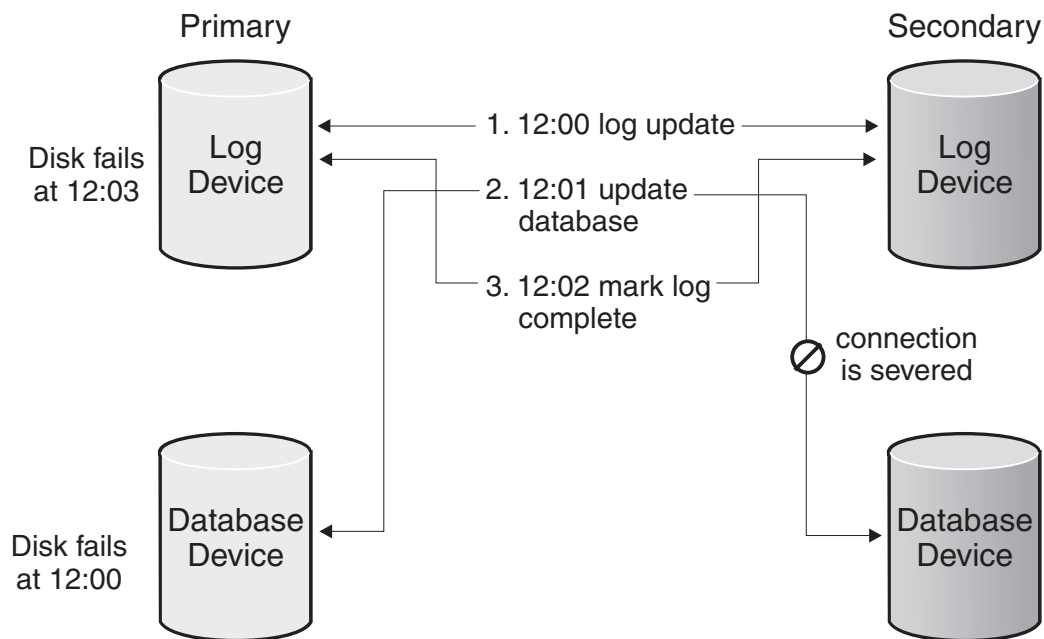 Primary
Secondary
Disk fails
at 12:03
Log
Device
1. 12:00 log update
2. 12:01 update
database
3. 12:02 mark log
complete
Log
Device
connection
is severed
Disk fails
at 12:00
Database
Device
Database
Device